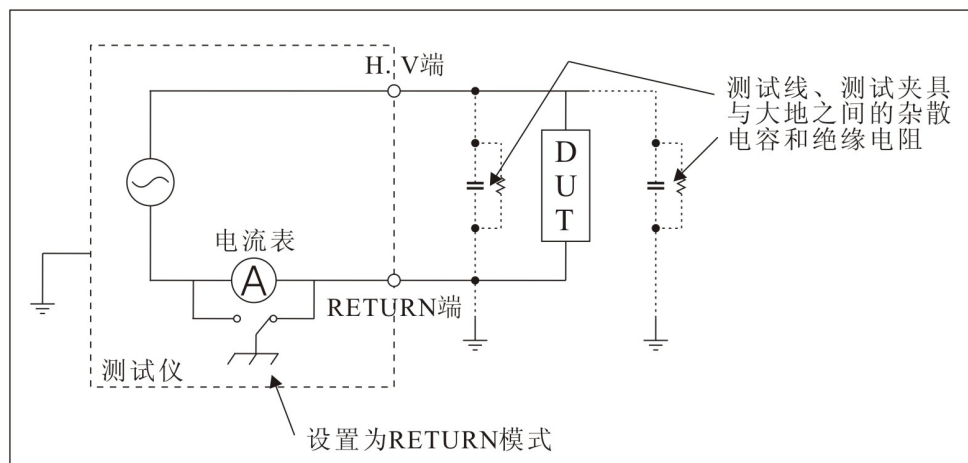 H.V端
测试线、测试夹具
与大地之间的杂散
电容和绝缘电阻
D
U
T
电流表
A
RETURN端
测试仪
设置为RETURN模式